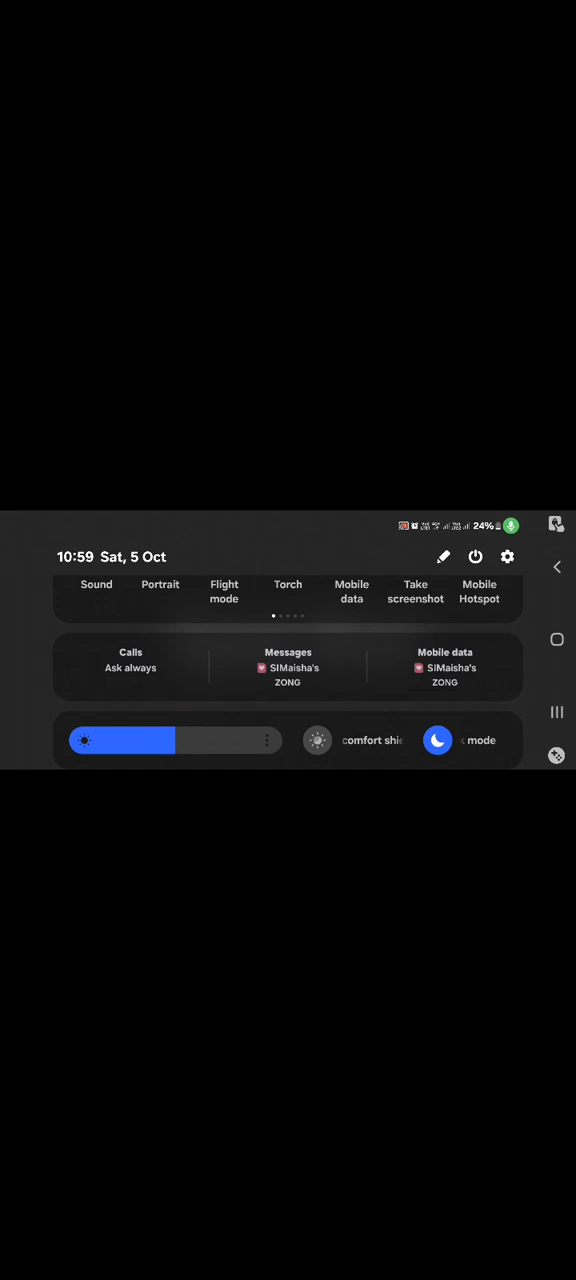 24%
10:59 Sat, 5 Oct
Sound Portrait Flight mode Torch Mobile data Take screenshot Mobile Hotspot
Calls Messages Mobile data
Ask always SIMaisha's SIMaisha's
ZONG ZONG
comfort mode